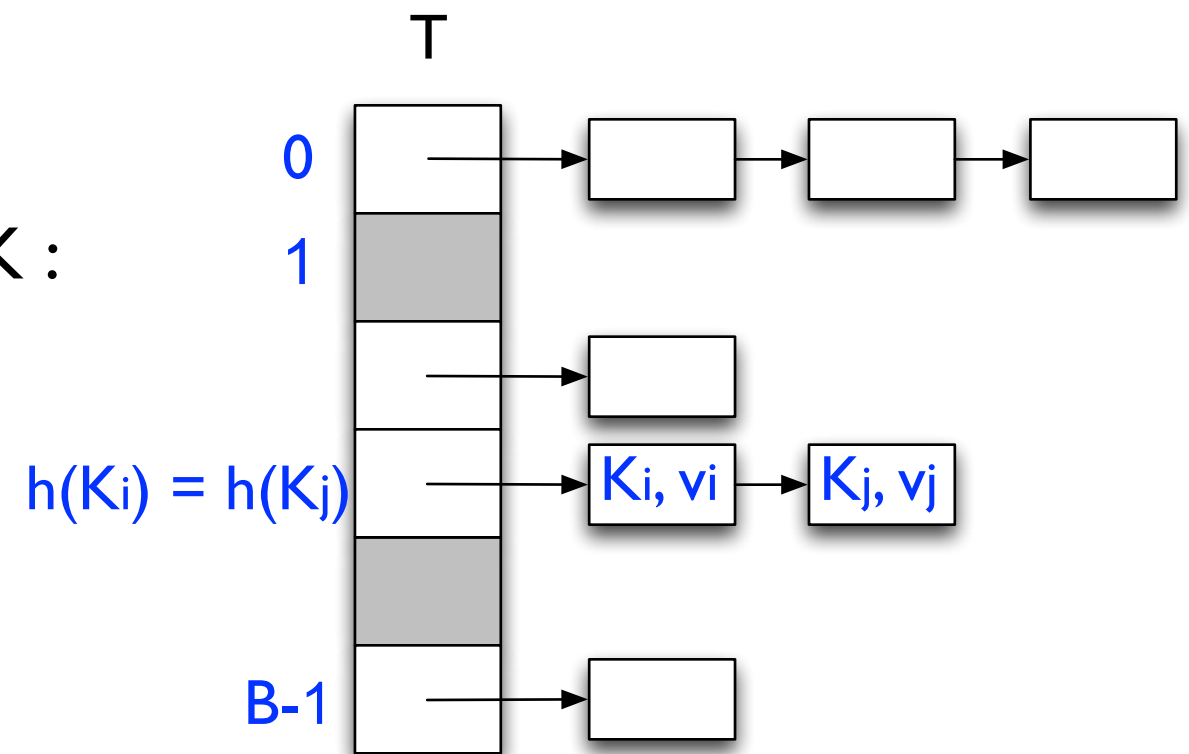 T
0
K :
1
h(Ki) = h(Kj)
Ki, vi
Kj, vj
B-1